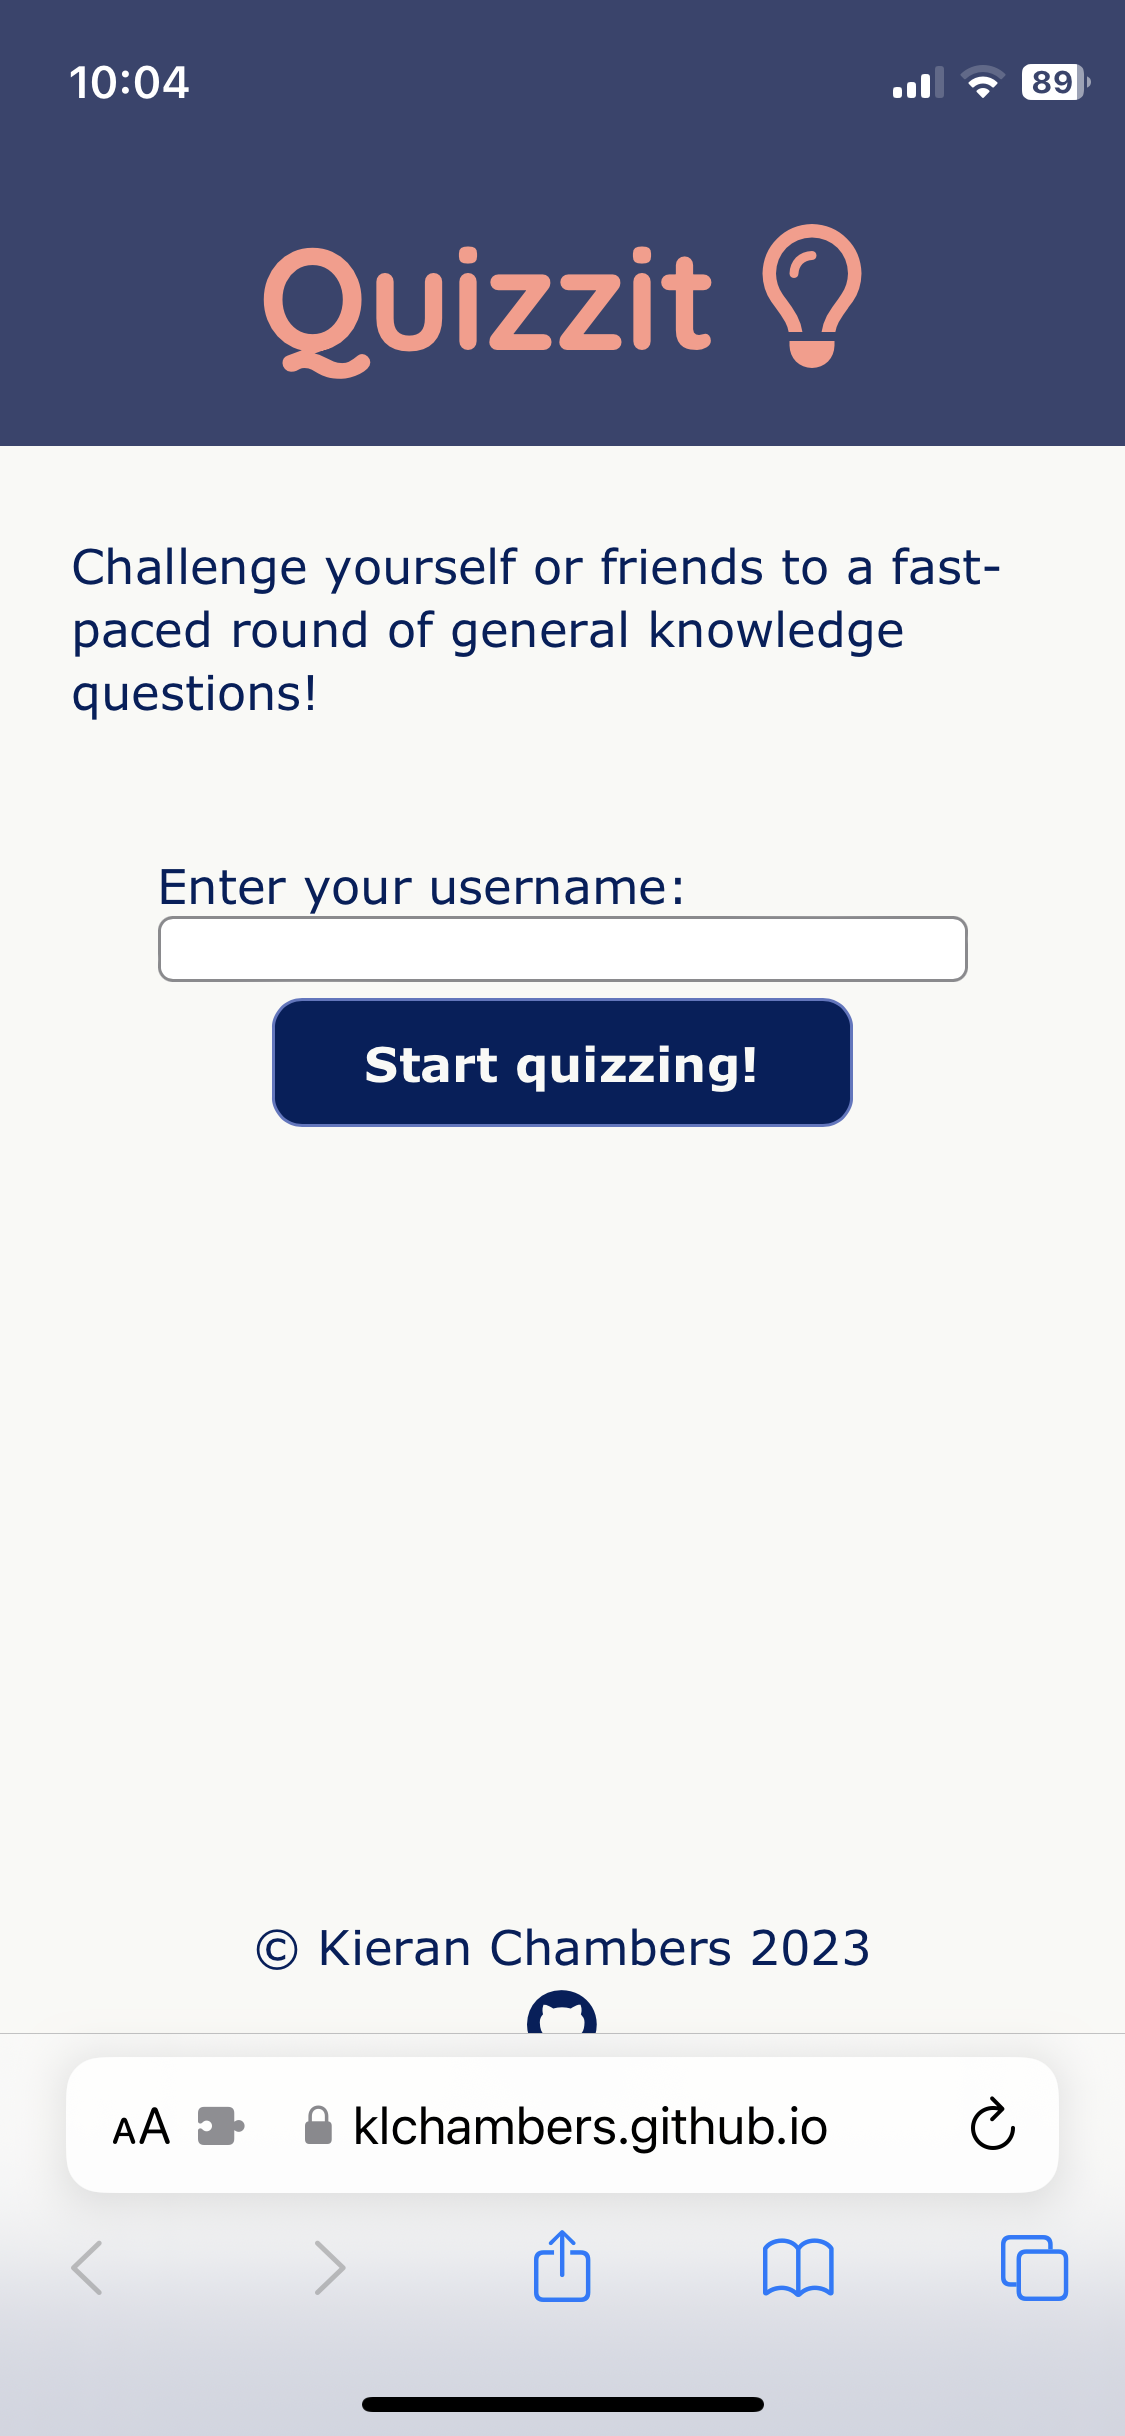 10:04
89
Quizzit
Challenge yourself or friends to a fast-
paced round of general knowledge
questions!
Enter your username:
Start quizzing!
© Kieran Chambers 2023
AA klchambers.github.io